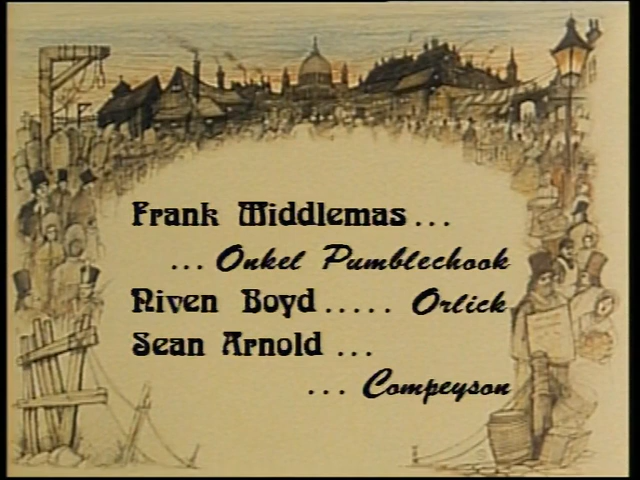 Frank Middlemas ...
... Onkel Pumblechook
Niven Boyd ..... Orlick
Sean Arnold ...
... Compeyson